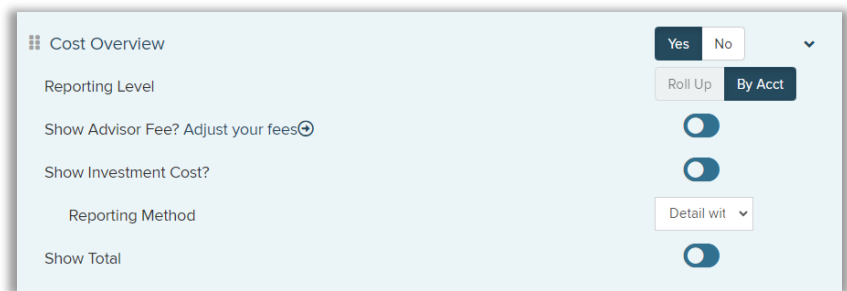 Cost Overview Yes No
Reporting Level Roll Up By Acct
Show Advisor Fee? Adjust your fees
Show Investment Cost?
Reporting Method Detail wit
Show Total